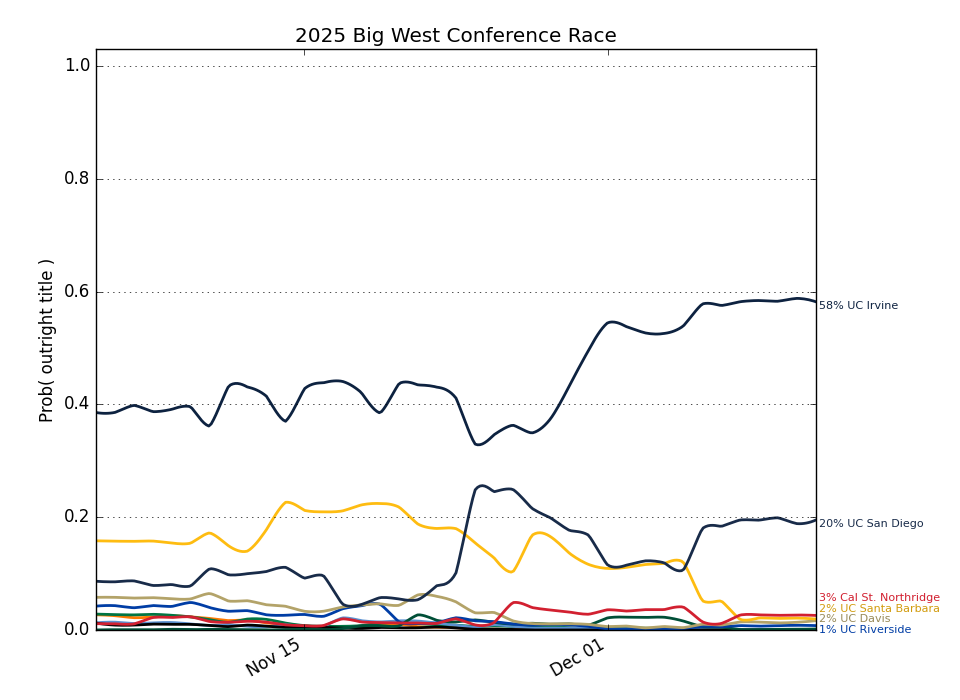 2025 Big West Conference Race
Prob( outright title )
1.0
0.8
0.6
0.4
0.2
0.0
58% UC Irvine
20% UC San Diego
3% Cal St. Northridge
2% UC Santa Barbara
2% UC Davis
1% UC Riverside
Nov 15
Dec 01